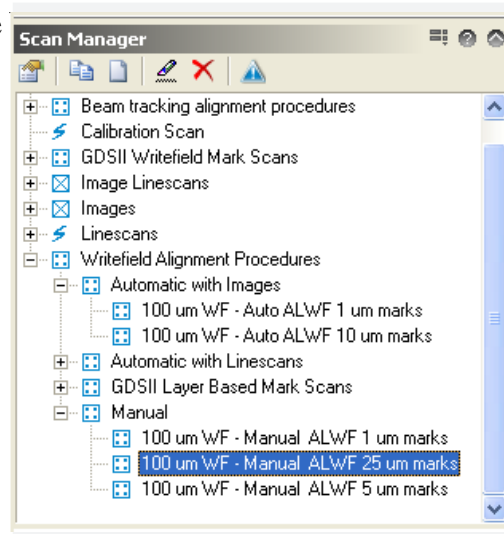 Scan Manager
Beam tracking alignment procedures
Calibration Scan
GDSII Writefield Mark Scans
Image Linescans
Images
Linescans
Writefield Alignment Procedures
Automatic with Images
100 um WF - Auto ALWF 1 um marks
100 um WF - Auto ALWF 10 um marks
Automatic with Linescans
GDSII Layer Based Mark Scans
Manual
100 um WF - Manual ALWF 1 um marks
100 um WF - Manual ALWF 25 um marks
100 um WF - Manual ALWF 5 um marks